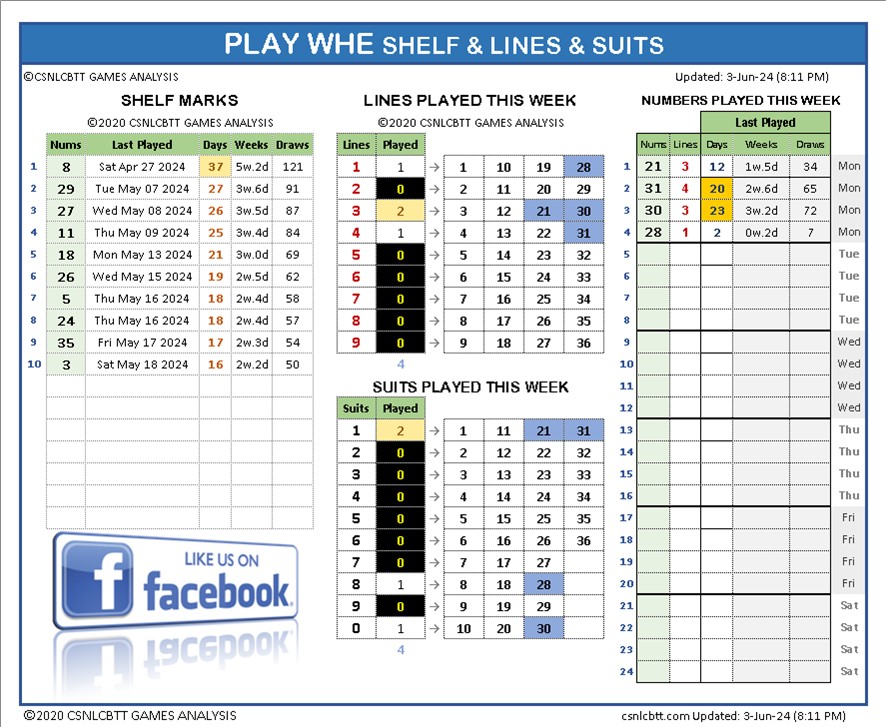 PLAY WHE SHELF & LINES & SUITS
©CSNLCBTT GAMES ANALYSIS
Updated: 3-Jun-24 (8:11 PM)
SHELF MARKS
©2020 CSNLCBTT GAMES ANALYSIS
Nums Last Played Days Weeks Draws
1 8 Sat Apr 27 2024 37 5w.2d 121
2 29 Tue May 07 2024 27 3w.6d 91
3 27 Wed May 08 2024 26 3w.5d 87
4 11 Thu May 09 2024 25 3w.4d 84
5 18 Mon May 13 2024 21 3w.0d 69
6 26 Wed May 15 2024 19 2w.5d 62
7 5 Thu May 16 2024 18 2w.4d 58
8 24 Thu May 16 2024 18 2w.4d 57
9 35 Fri May 17 2024 17 2w.3d 54
10 3 Sat May 18 2024 16 2w.2d 50
LIKE US ON
facebook
LINES PLAYED THIS WEEK
©2020 CSNLCBTT GAMES ANALYSIS
Lines Played
1 1 → 1 10 19 28
2 0 → 2 11 20 29
3 2 → 3 12 21 30
4 1 → 4 13 22 31
5 0 → 5 14 23 32
6 0 → 6 15 24 33
7 0 → 7 16 25 34
8 0 → 8 17 26 35
9 0 → 9 18 27 36
4
SUITS PLAYED THIS WEEK
Suits Played
1 2 → 1 11 21 31
2 0 → 2 12 22 32
3 0 → 3 13 23 33
4 0 → 4 14 24 34
5 0 → 5 15 25 35
6 0 → 6 16 26 36
7 0 → 7 17 27
8 1 → 8 18 28
9 0 → 9 19 29
0 1 → 10 20 30
4
NUMBERS PLAYED THIS WEEK
Last Played
Nums Lines Days Weeks Draws
1 21 3 12 1w.5d 34 Mon
2 31 4 20 2w.6d 65 Mon
3 30 3 23 3w.2d 72 Mon
4 28 1 2 0w.2d 7 Mon
5 Tue
6 Tue
7 Tue
8 Tue
9 Wed
10 Wed
11 Wed
12 Wed
13 Thu
14 Thu
15 Thu
16 Thu
17 Fri
18 Fri
19 Fri
20 Fri
21 Sat
22 Sat
23 Sat
24 Sat
©2020 CSNLCBTT GAMES ANALYSIS
csnlcbtt.com Updated: 3-Jun-24 (8:11 PM)